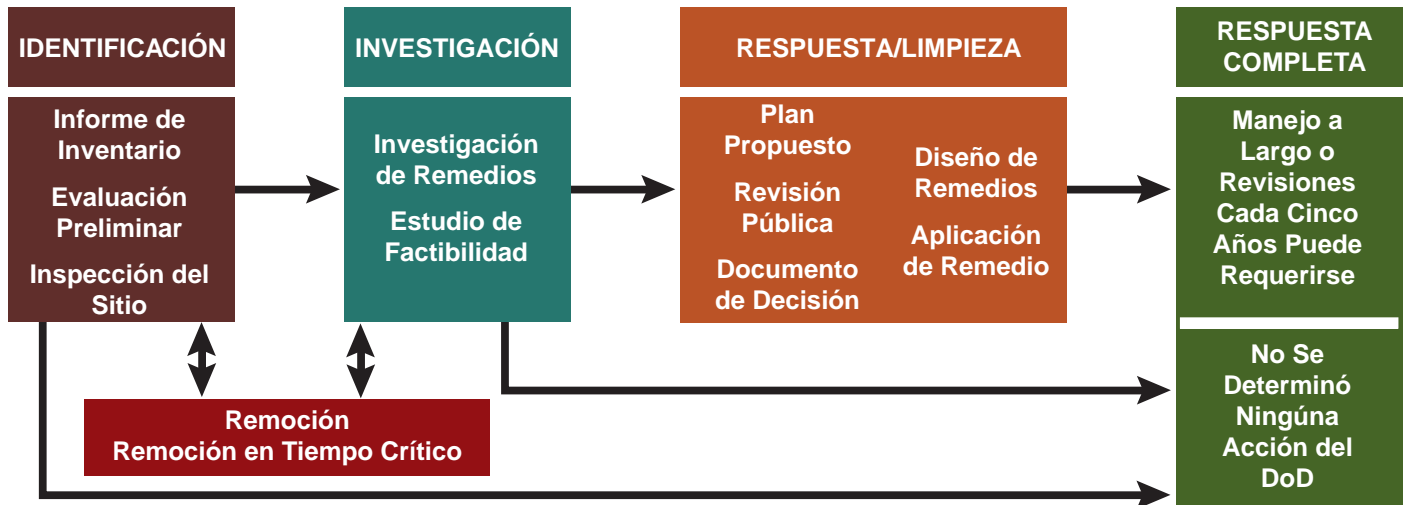 IDENTIFICACIÓN
Informe de
Inventario
Evaluación
Preliminar
Inspección del
Sitio
INVESTIGACIÓN
Investigación
de Remedios
Estudio de
Factibilidad
Remoción
Remoción en Tiempo Crítico
RESPUESTA/LIMPIEZA
Plan
Propuesto
Revisión
Pública
Documento
de Decisión
Diseño de
Remedios
Aplicación
de Remedio
RESPUESTA
COMPLETA
Manejo a
Largo o
Revisiones
Cada Cinco
Años Puede
Requerirse
No Se
Determinó
Ningúna
Acción del
DoD